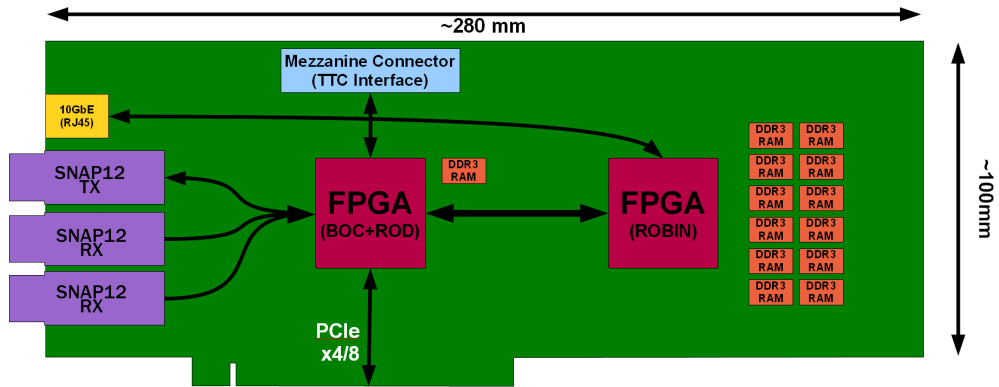 ~280 mm
Mezzanine Connector
(TTC Interface)
10GbE
(RJ45)
SNAP12
TX
SNAP12
RX
SNAP12
RX
FPGA
(BOC+ROD)
DDR3
RAM
FPGA
(ROBIN)
DDR3
RAM
DDR3
RAM
DDR3
RAM
DDR3
RAM
DDR3
RAM
DDR3
RAM
DDR3
RAM
DDR3
RAM
DDR3
RAM
DDR3
RAM
DDR3
RAM
DDR3
RAM
PCIe
x4/8
~100mm